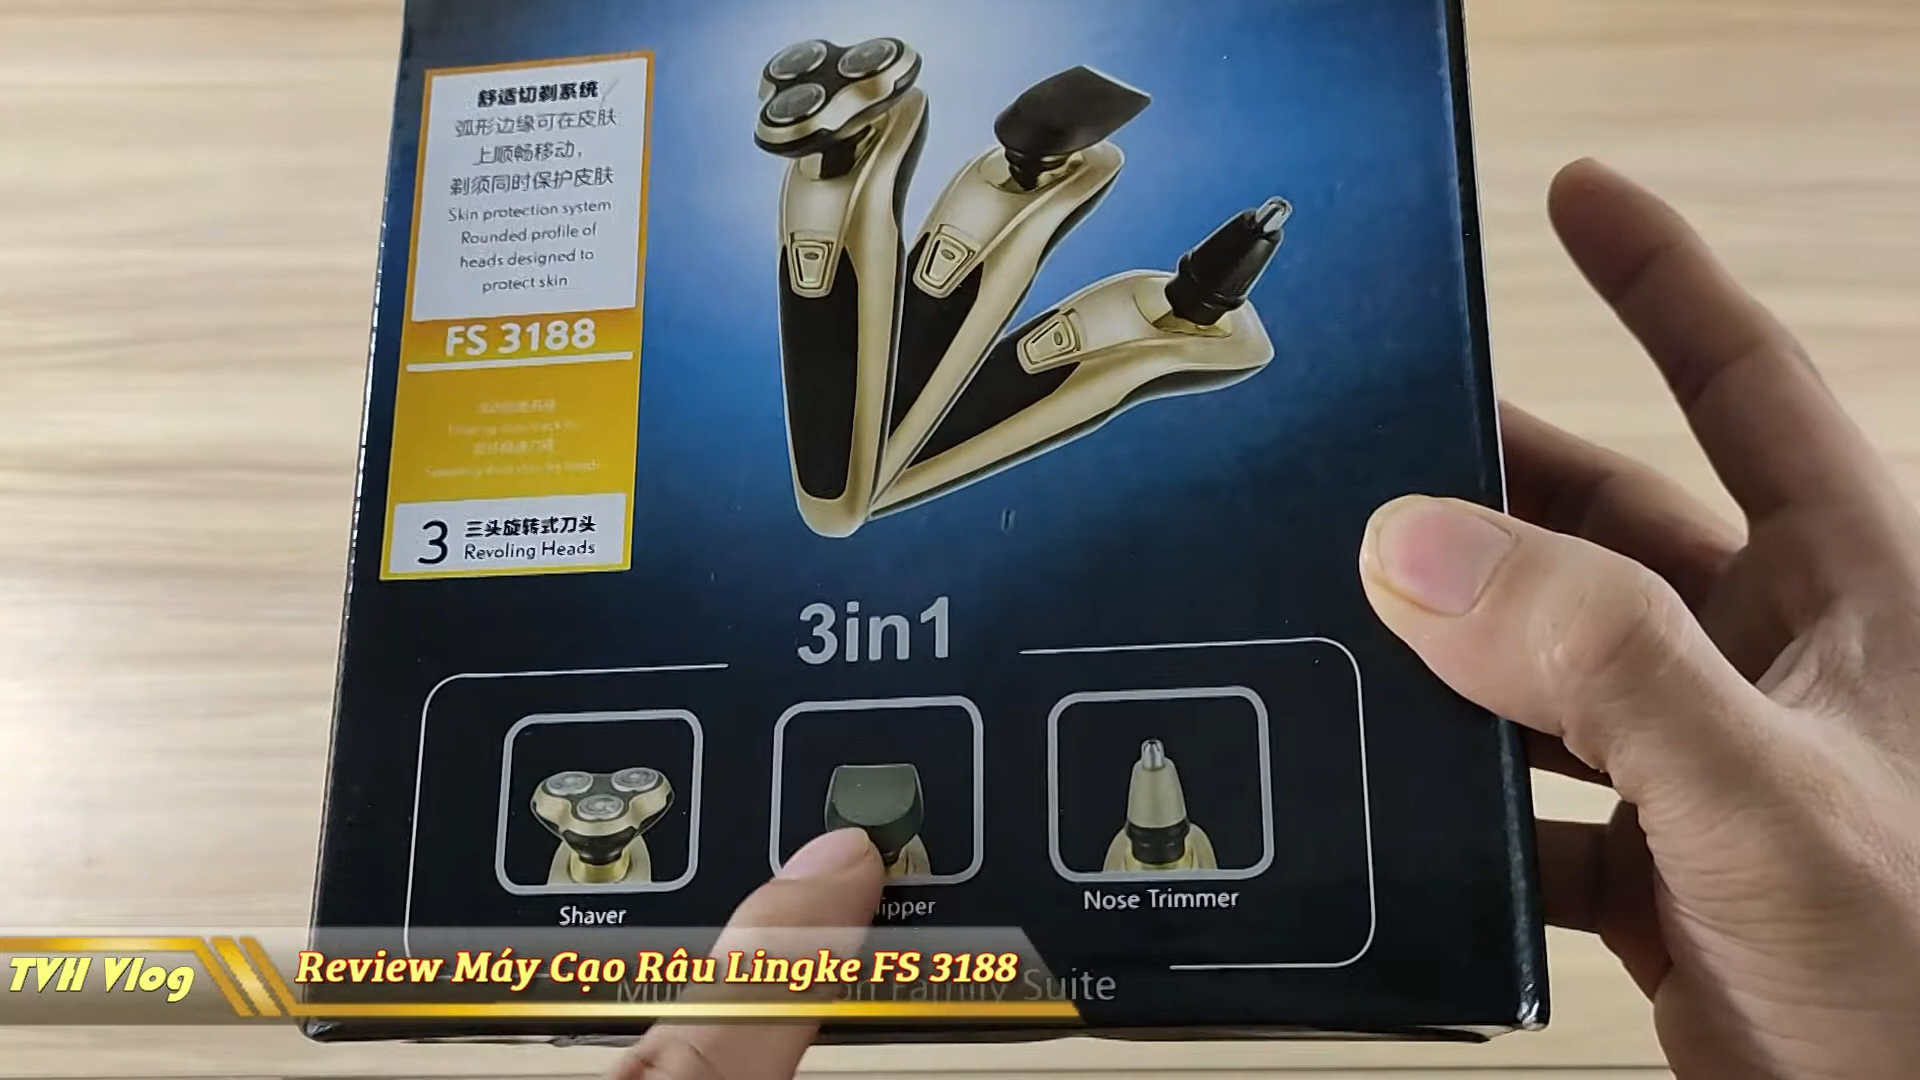 舒适切剃系统
弧形边缘可在皮肤
上顺畅移动,
剃须同时保护皮肤
Skin protection system
Rounded profile of
heads designed to
protect skin
FS 3188
3 三头旋转式刀头
Revoling Heads
3in1
Shaver
Nose Trimmer
Suite
TVH Vlog
Review Máy Cạo Râu Lingke FS 3188